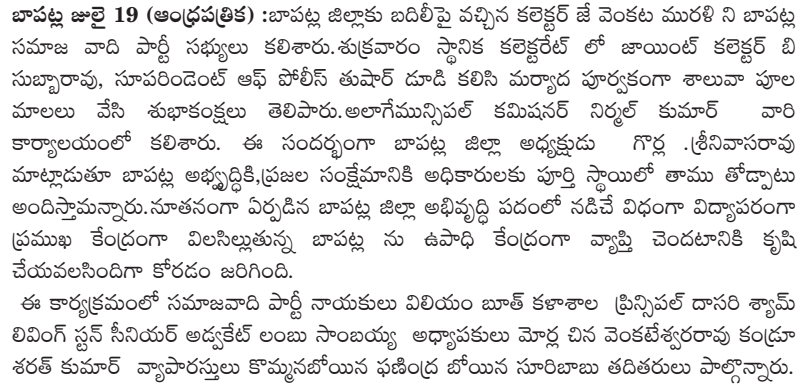 బాపట్ల జులై 19 (ఆంధ్రపత్రిక) :బాపట్ల జిల్లాకు బదిలీపై వచ్చిన కలెక్టర్ జే వెంకట మురళి ని బాపట్ల
సమాజ వాది పార్టీ సభ్యులు కలిశారు.శుక్రవారం స్థానిక కలెక్టరేట్ లో జాయింట్ కలెక్టర్ బి
సుబ్బారావు, సూపరిండెంట్ ఆఫ్ పోలీస్ తుషార్ డూడి కలిసి మర్యాద పూర్వకంగా శాలువా పూల
మాలలు వేసి శుభాకంక్షలు తెలిపారు.అలాగేమున్సిపల్ కమిషనర్ నిర్మల్ కుమార్ వారి
కార్యాలయంలో కలిశారు. ఈ సందర్భంగా బాపట్ల జిల్లా అధ్యక్షుడు గొర్ల .శ్రీనివాసరావు
మాట్లాడుతూ బాపట్ల అభ్వృద్ధికి,ప్రజల సంక్షేమానికి అధికారులకు పూర్తి స్థాయిలో తాము తోడ్పాటు
అందిస్తామన్నారు.నూతనంగా ఏర్పడిన బాపట్ల జిల్లా అభివృద్ధి పదంలో నడిచే విధంగా విద్యాపరంగా
ప్రముఖ కేంద్రంగా విలసిల్లుతున్న బాపట్ల ను ఉపాధి కేంద్రంగా వ్యాప్తి చెందటానికి కృషి
చేయవలసిందిగా కోరడం జరిగింది.
ఈ కార్యక్రమంలో సమాజవాది పార్టీ నాయకులు విలియం బూత్ కళాశాల ప్రిన్సిపల్ దాసరి శ్యామ్
లివింగ్ స్టన్ సీనియర్ అడ్వకేట్ లంబు సాంబయ్య అధ్యాపకులు మోర్ల చిన వెంకటేశ్వరరావు కండ్రూ
శరత్ కుమార్ వ్యాపారస్తులు కొమ్మనబోయిన ఫణింద్ర బోయిన సూరిబాబు తదితరులు పాల్గొన్నారు.